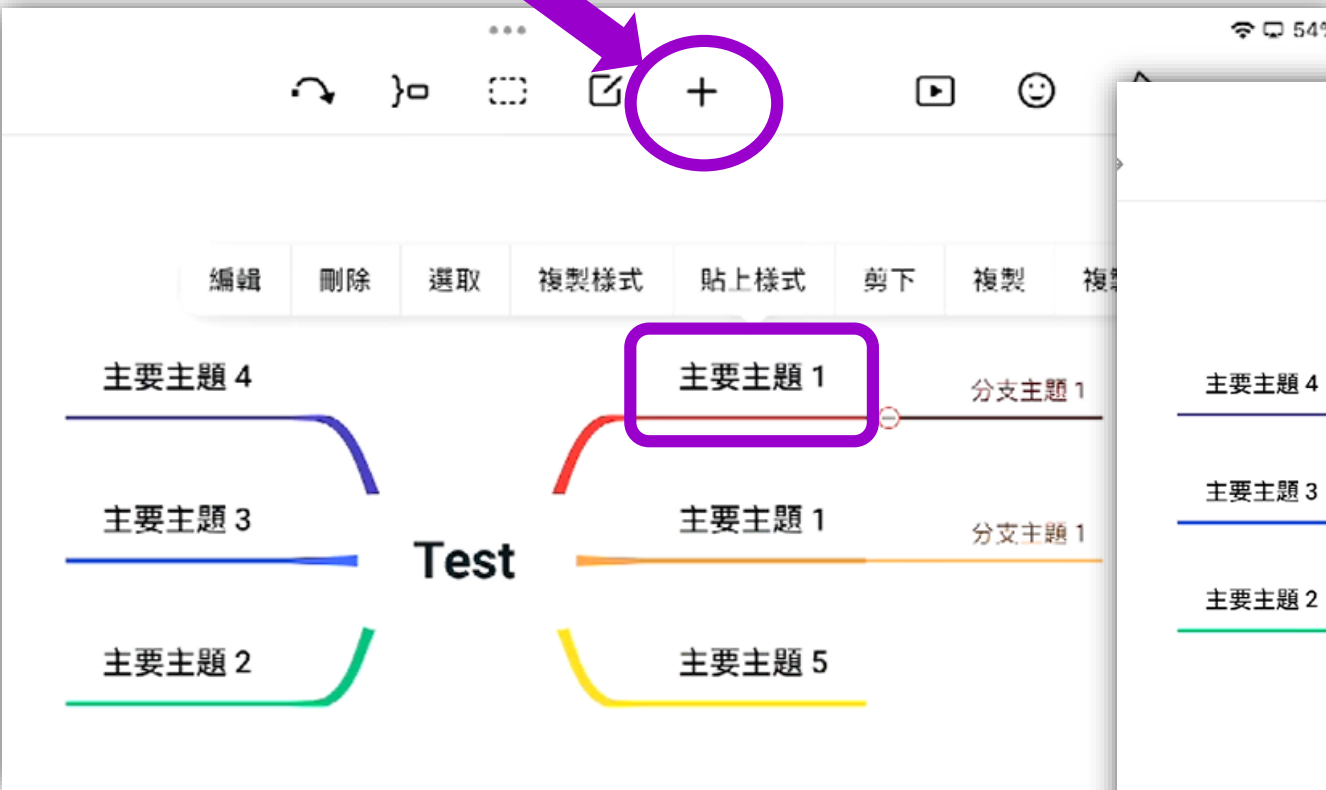 54%
編輯 刪除 選取 複製樣式 貼上樣式 剪下 複製
主要主題 4
主要主題 1
分支主題 1
主要主題 3
Test
主要主題 1
分支主題 1
主要主題 2
主要主題 5
主要主題 4
主要主題 3
主要主題 2